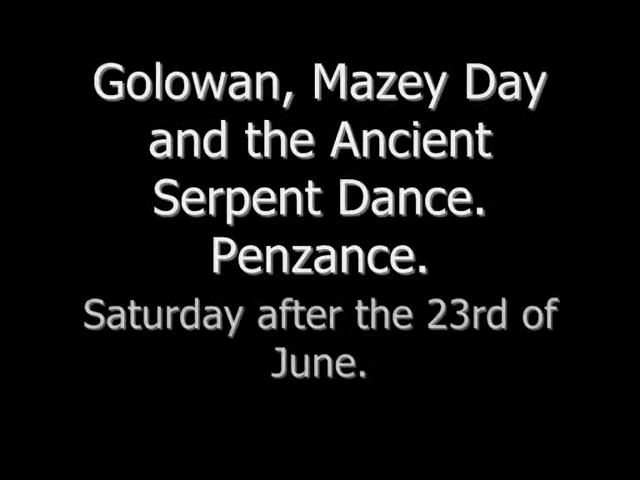 Golowan, Mazey Day
and the Ancient
Serpent Dance.
Penzance.
Saturday after the 23rd of
June.